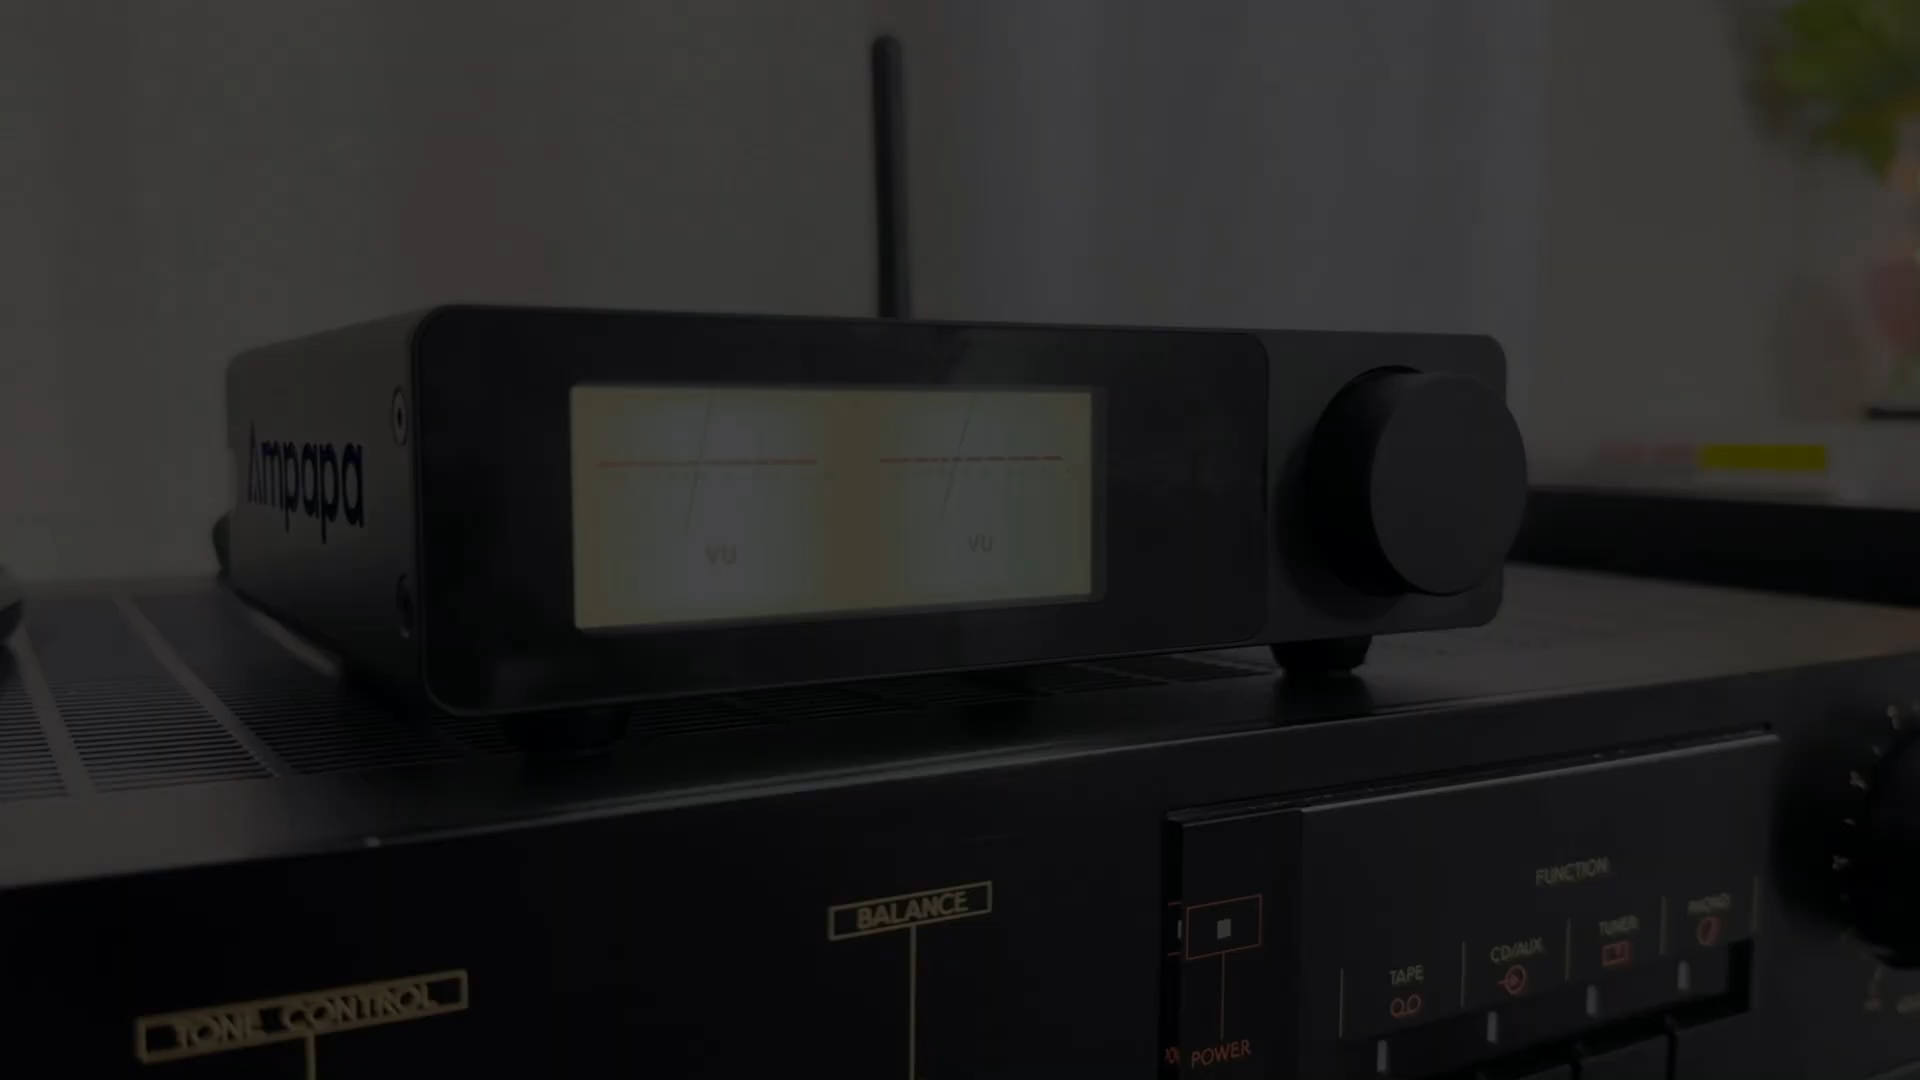 Ampapa
VU
VU
BALANCE
TONE CONTROL
FUNCTION
TAPE
CD/AUX
TUNER
PHONO
POWER